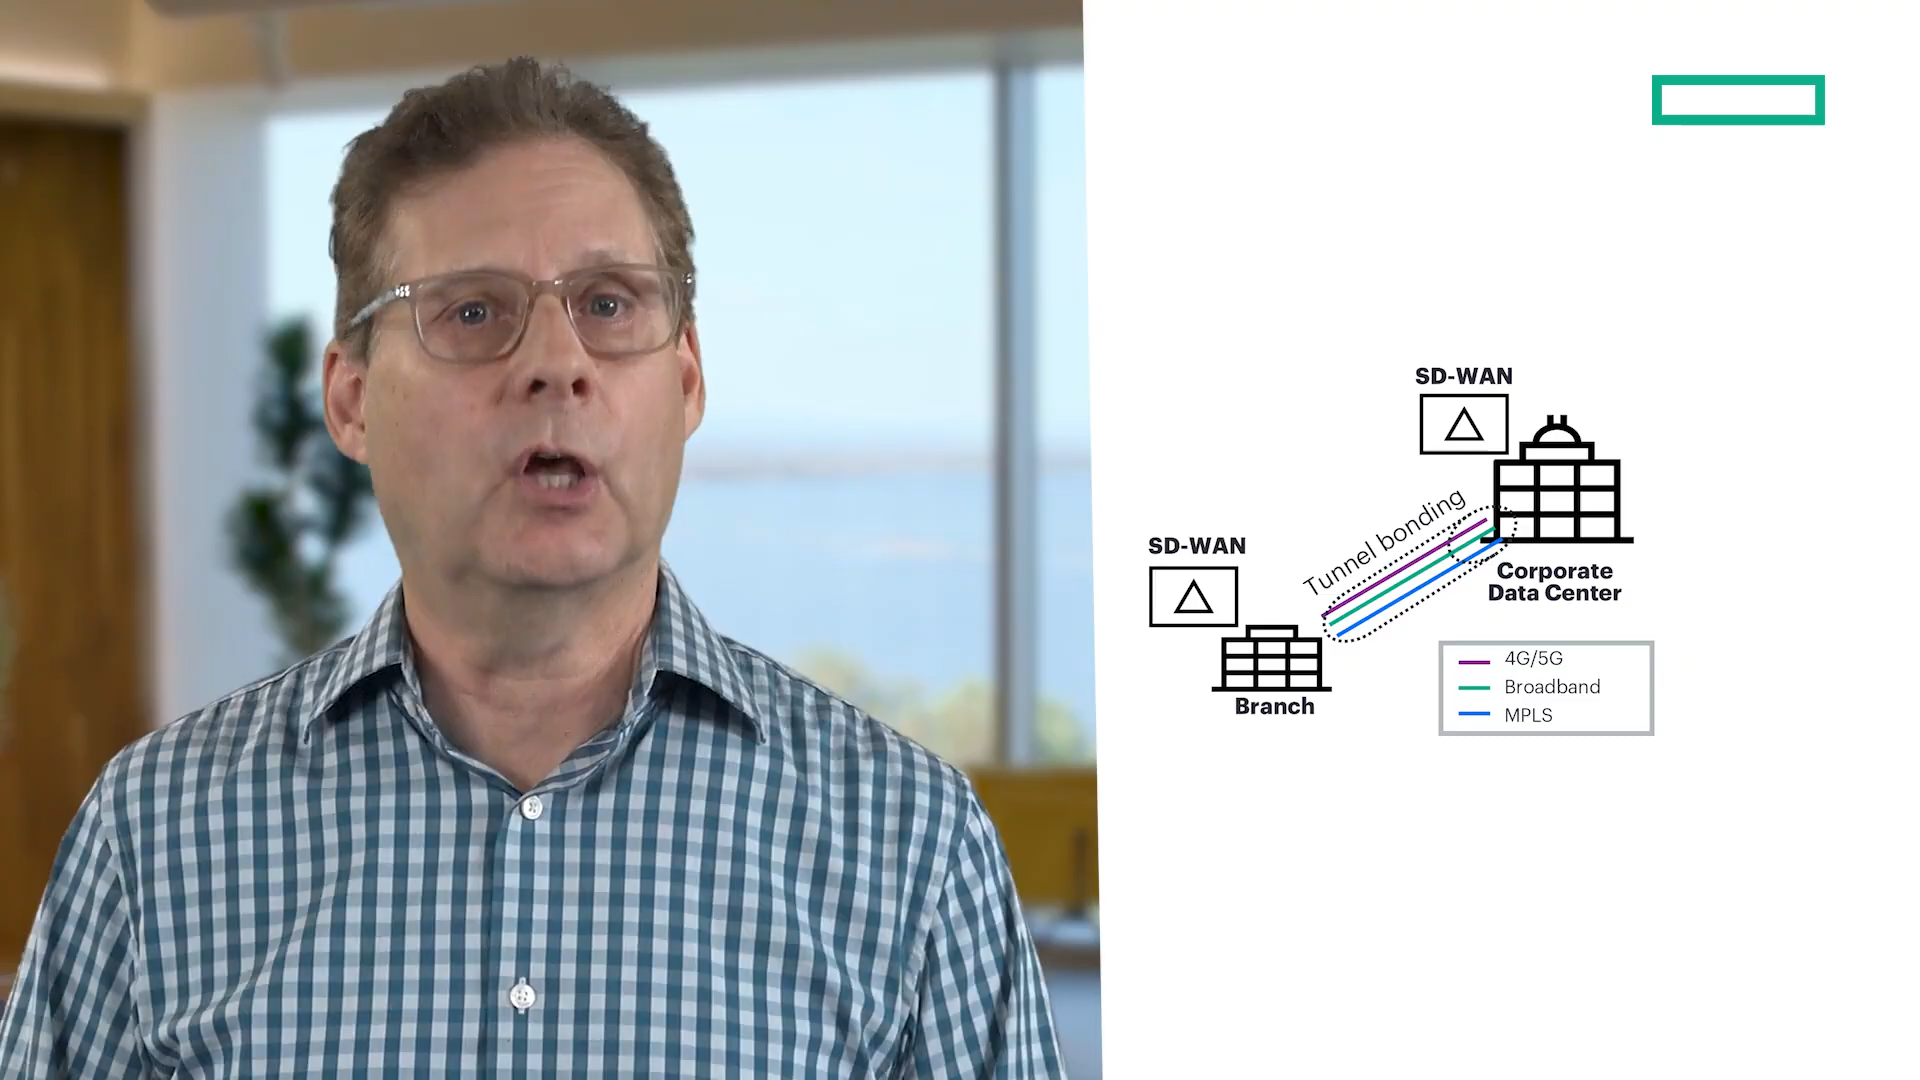 SD-WAN
Tunnel bonding
SD-WAN
Corporate
Data Center
Branch
4G/5G
Broadband
MPLS